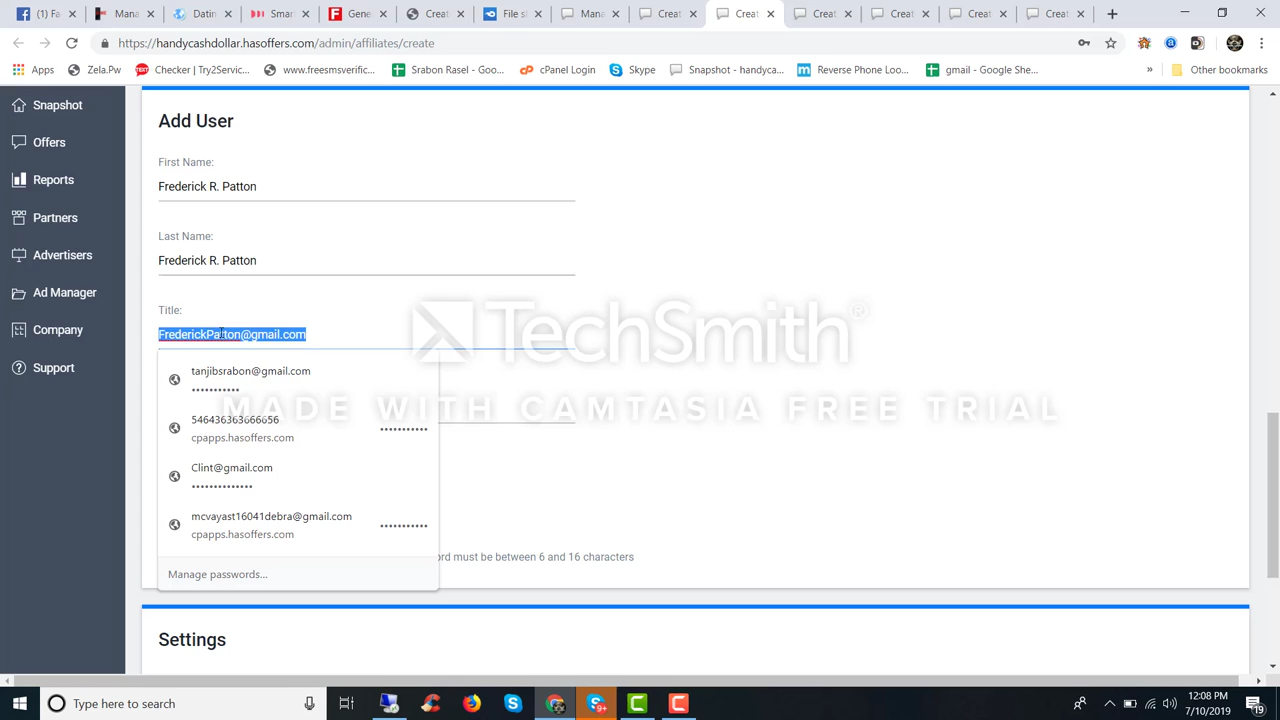 Fa
Mana
Datin
Smar
Gene
Creat
File s
Mana
Creat
Creat
Creat
Creat
Creat
Creat
https://handycashdollar.hasoffers.com/admin/affiliates/create
Apps
Zela.Pw
Checker | Try2Servic...
www.freesmsverific...
Srabon Rasel - Goo...
cPanel Login
Skype
Snapshot - handyca...
Reverse Phone Loo...
gmail - Google She...
»
Other bookmarks
Snapshot
Offers
Reports
Partners
Advertisers
Ad Manager
Company
Support
Add User
First Name:
Frederick R. Patton
Last Name:
Frederick R. Patton
Title:
FrederickPatton@gmail.com
tanjibsrabon@gmail.com
•••••••••••
546436363666656
cpapps.hasoffers.com
•••••••••••
Clint@gmail.com
••••••••••••••
mcvayast16041debra@gmail.com
cpapps.hasoffers.com
•••••••••••
Manage passwords...
ord must be between 6 and 16 characters
Settings
TechSmith®
MADE WITH CAMTASIA FREE TRIAL
Type here to search
9+
12:08 PM
7/10/2019
19